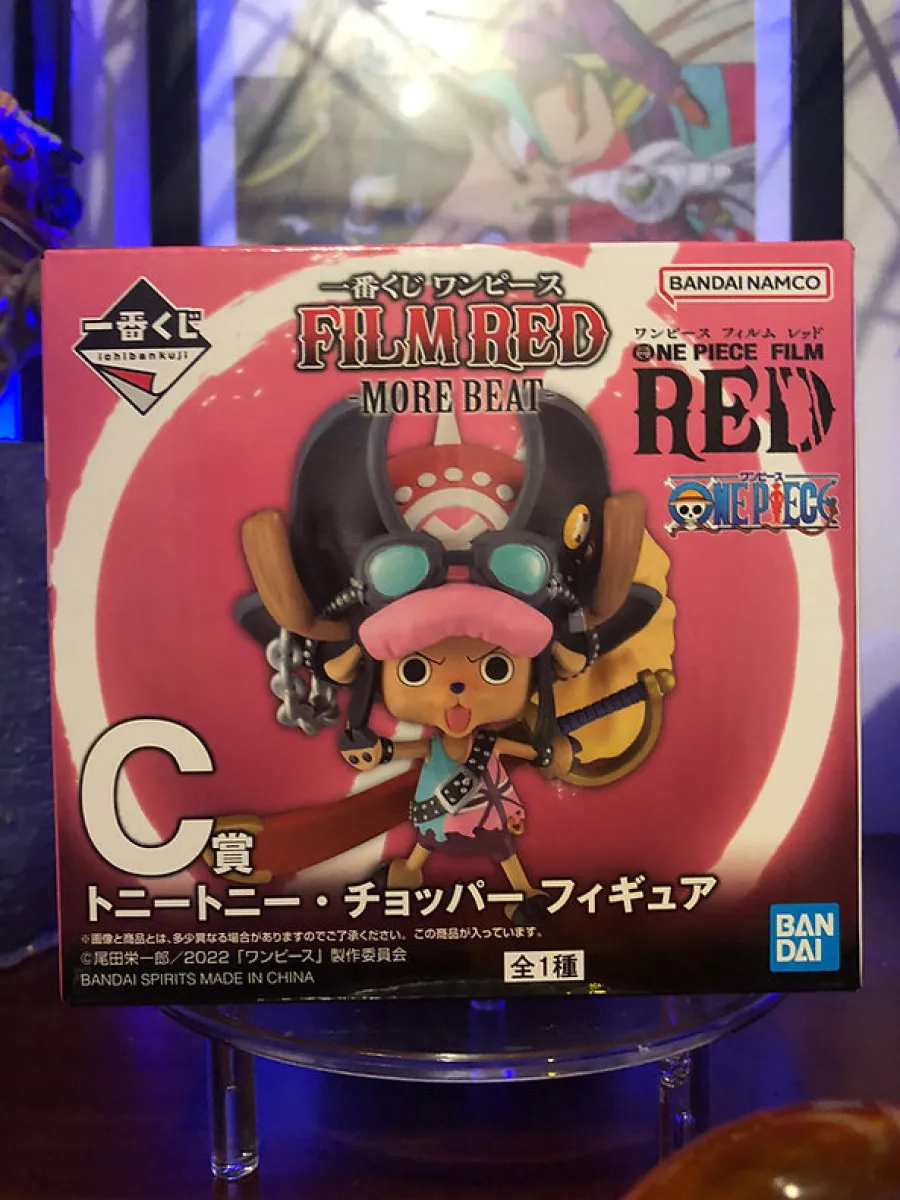 一番くじ
ichibankuji
一番くじ ワンピース
FILM RED
-MORE BEAT-
BANDAI NAMCO
ワンピース フィルム レッド
ONE PIECE FILM
RED
ワンピース
ONE PIECE
C賞
トニートニー・チョッパー フィギュア
※画像と商品とは、多少異なる場合がありますのでご了承ください。 この商品が入っています。
©尾田栄一郎/2022「ワンピース」製作委員会
BANDAI SPIRITS MADE IN CHINA
全1種
BAN
DAI